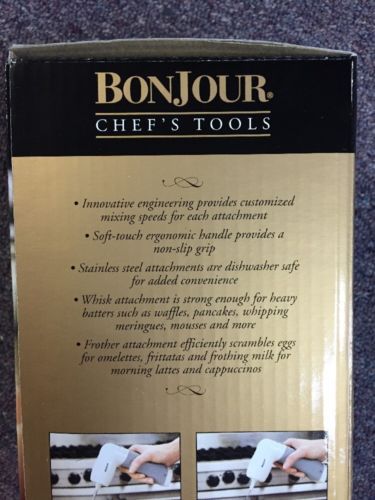 BONJOUR®
CHEF'S TOOLS
• Innovative engineering provides customized
mixing speeds for each attachment
• Soft-touch ergonomic handle provides a
non-slip grip
• Stainless steel attachments are dishwasher safe
for added convenience
• Whisk attachment is strong enough for heavy
batters such as waffles, pancakes, whipping
meringues, mousses and more
• Frother attachment efficiently scrambles eggs
for omelettes, frittatas and frothing milk for
morning lattes and cappuccinos